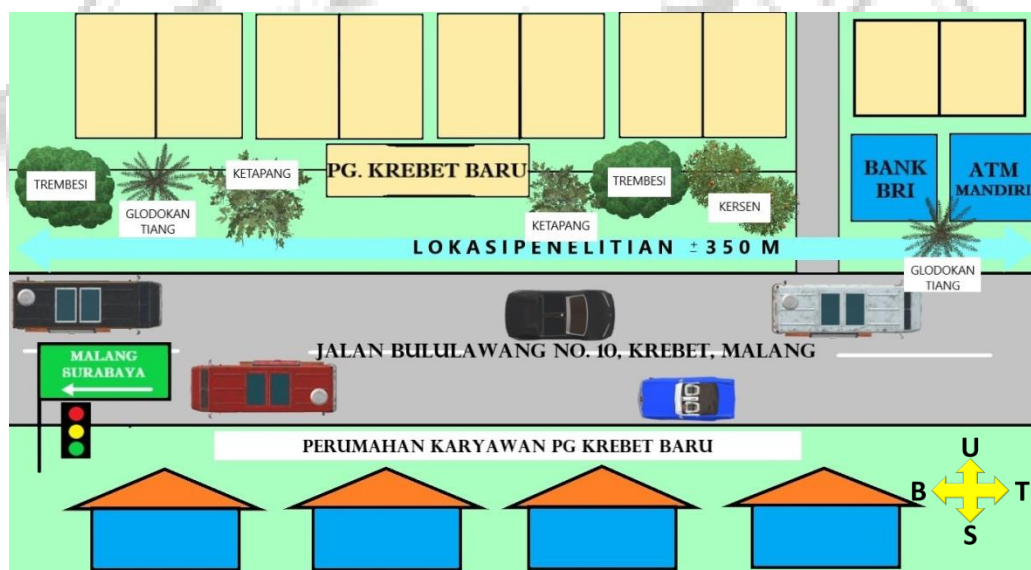 PG. KREBET BARU
BANK
BRI
ATM
MANDIRI
TREMBESI
GLODOKAN
TIANG
KETAPANG
KETAPANG
TREMBESI
KERSEN
LOKASIPENELITIAN ± 350 M
GLODOKAN
TIANG
MALANG
SURABAYA
JALAN BULULAWANG NO. 10, KREBET, MALANG
PERUMAHAN KARYAWAN PG KREBET BARU
U
B
T
S